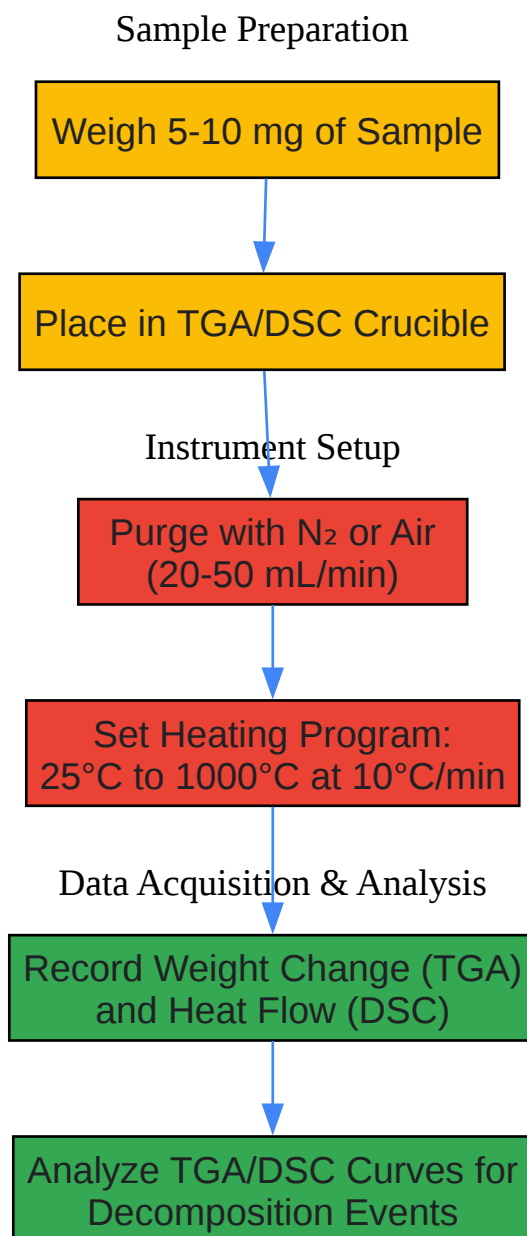 Sample Preparation
Weigh 5-10 mg of Sample
Place in TGA/DSC Crucible
Instrument Setup
Purge with N₂ or Air
(20-50 mL/min)
Set Heating Program:
25°C to 1000°C at 10°C/min
Data Acquisition & Analysis
Record Weight Change (TGA)
and Heat Flow (DSC)
Analyze TGA/DSC Curves for
Decomposition Events